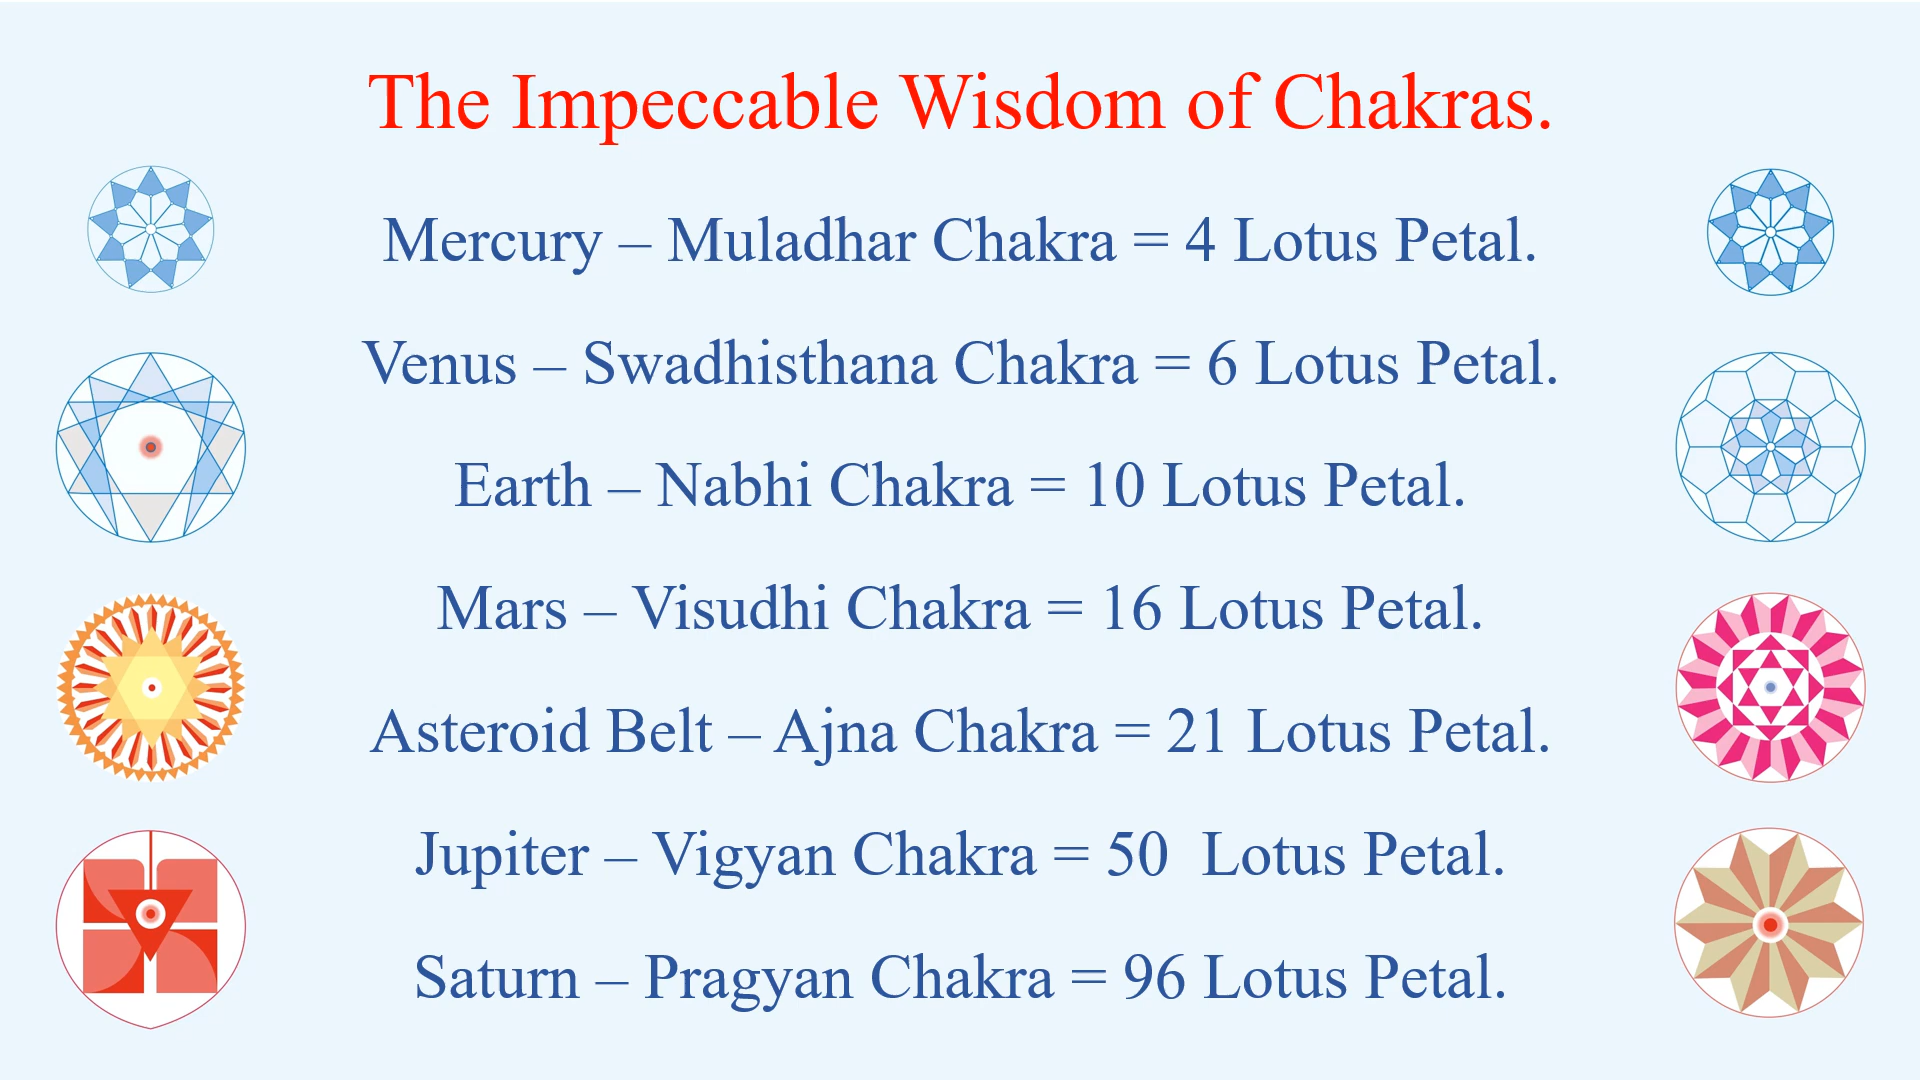 The Impeccable Wisdom of Chakras.
Mercury – Muladhar Chakra = 4 Lotus Petal.
Venus – Swadhisthana Chakra = 6 Lotus Petal.
Earth – Nabhi Chakra = 10 Lotus Petal.
Mars – Visudhi Chakra = 16 Lotus Petal.
Asteroid Belt – Ajna Chakra = 21 Lotus Petal.
Jupiter – Vigyan Chakra = 50  Lotus Petal.
Saturn – Pragyan Chakra = 96 Lotus Petal.